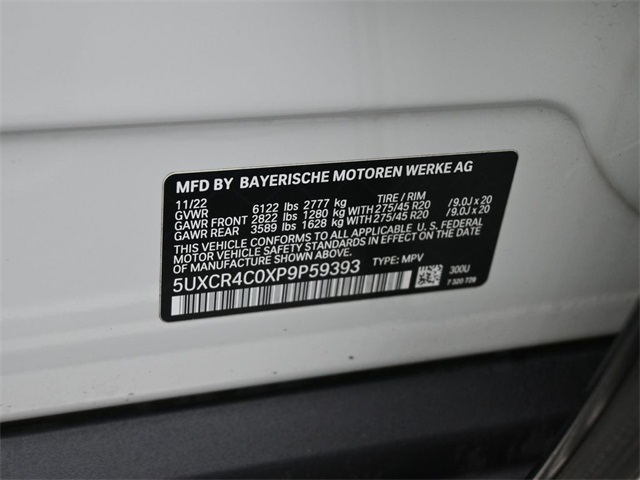 MFD BY BAYERISCHE MOTOREN WERKE AG
11/22 TIRE / RIM
GVWR 6122 lbs 2777 kg
GAWR FRONT 2822 lbs 1280 kg WITH 275/45 R20 /9.0J x 20
GAWR REAR 3589 lbs 1628 kg WITH 275/45 R20 /9.0J x 20
THIS VEHICLE CONFORMS TO ALL APPLICABLE U. S. FEDERAL
MOTOR VEHICLE SAFETY STANDARDS IN EFFECT ON THE DATE
OF MANUFACTURE SHOWN ABOVE.
5UXCR4C0XP9P59393 TYPE: MPV
300U
7 320 729